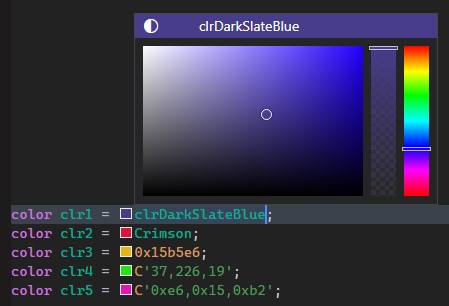 clrDarkSlateBlue
color clr1 = clrDarkSlateBlue;
color clr2 = Crimson;
color clr3 = 0x15b5e6;
color clr4 = C'37,226,19';
color clr5 = C'0xe6,0x15,0xb2';